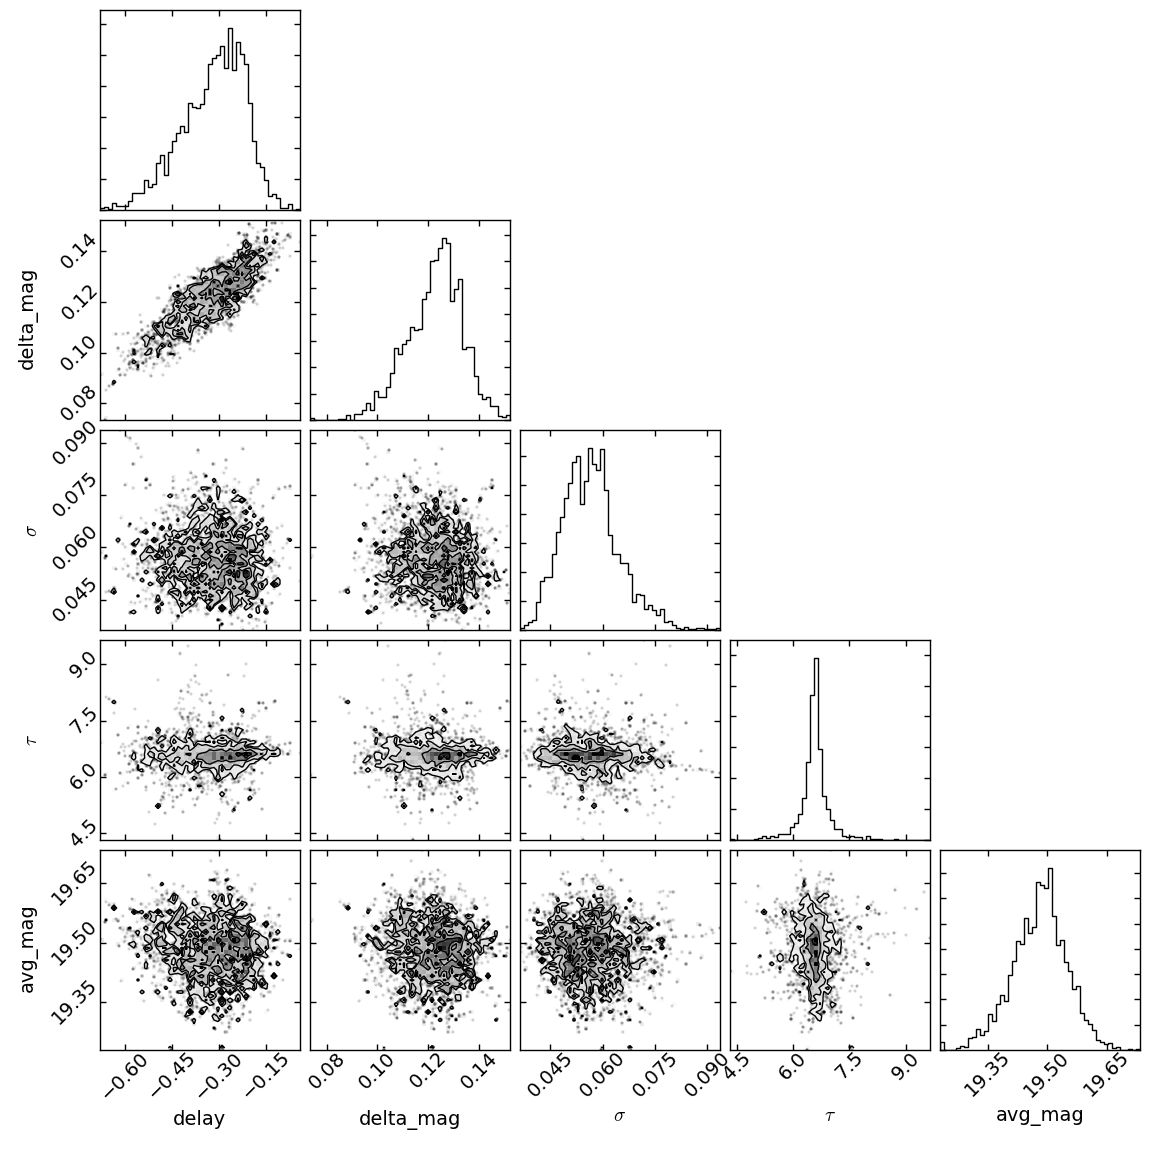 0.14
0.12
0.10
0.08
delta_mag
0.090
0.075
0.060
0.045
σ
9.0
7.5
6.0
4.5
τ
19.65
19.50
19.35
avg_mag
−0.60 −0.45 −0.30 −0.15
0.08 0.10 0.12 0.14
0.045 0.060 0.075 0.090
4.5 6.0 7.5 9.0
19.35 19.50 19.65
delay delta_mag σ τ avg_mag